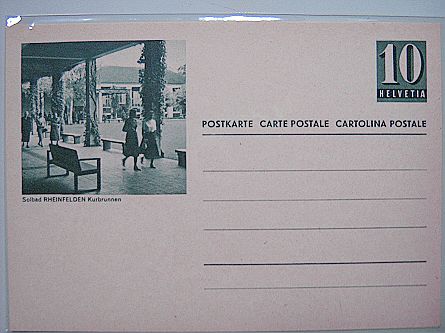 10
HELVETIA
POSTKARTE CARTE POSTALE CARTOLINA POSTALE
Solbad RHEINFELDEN Kurbrunnen